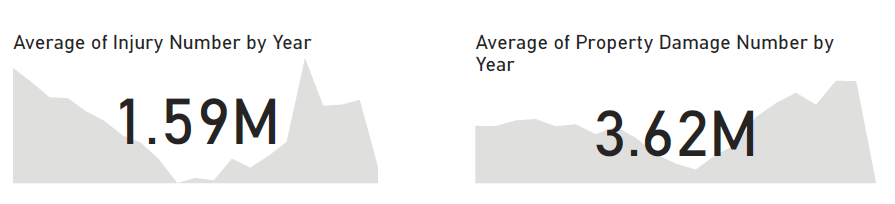 Average of Injury Number by Year
1.59M
Average of Property Damage Number by
Year
3.62M